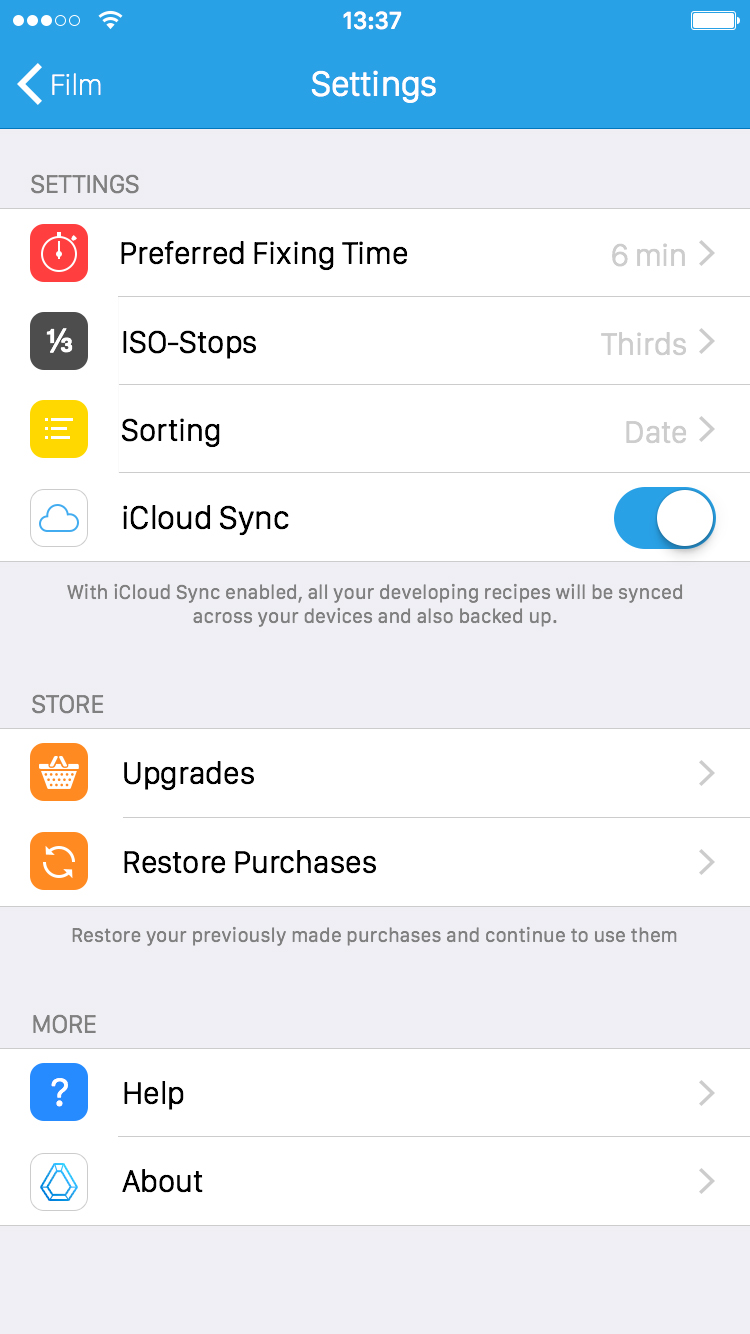 13:37
Film
Settings
SETTINGS
Preferred Fixing Time
6 min
⅓
ISO-Stops
Thirds
Sorting
Date
iCloud Sync
With iCloud Sync enabled, all your developing recipes will be synced
across your devices and also backed up.
STORE
Upgrades
Restore Purchases
Restore your previously made purchases and continue to use them
MORE
?
Help
About